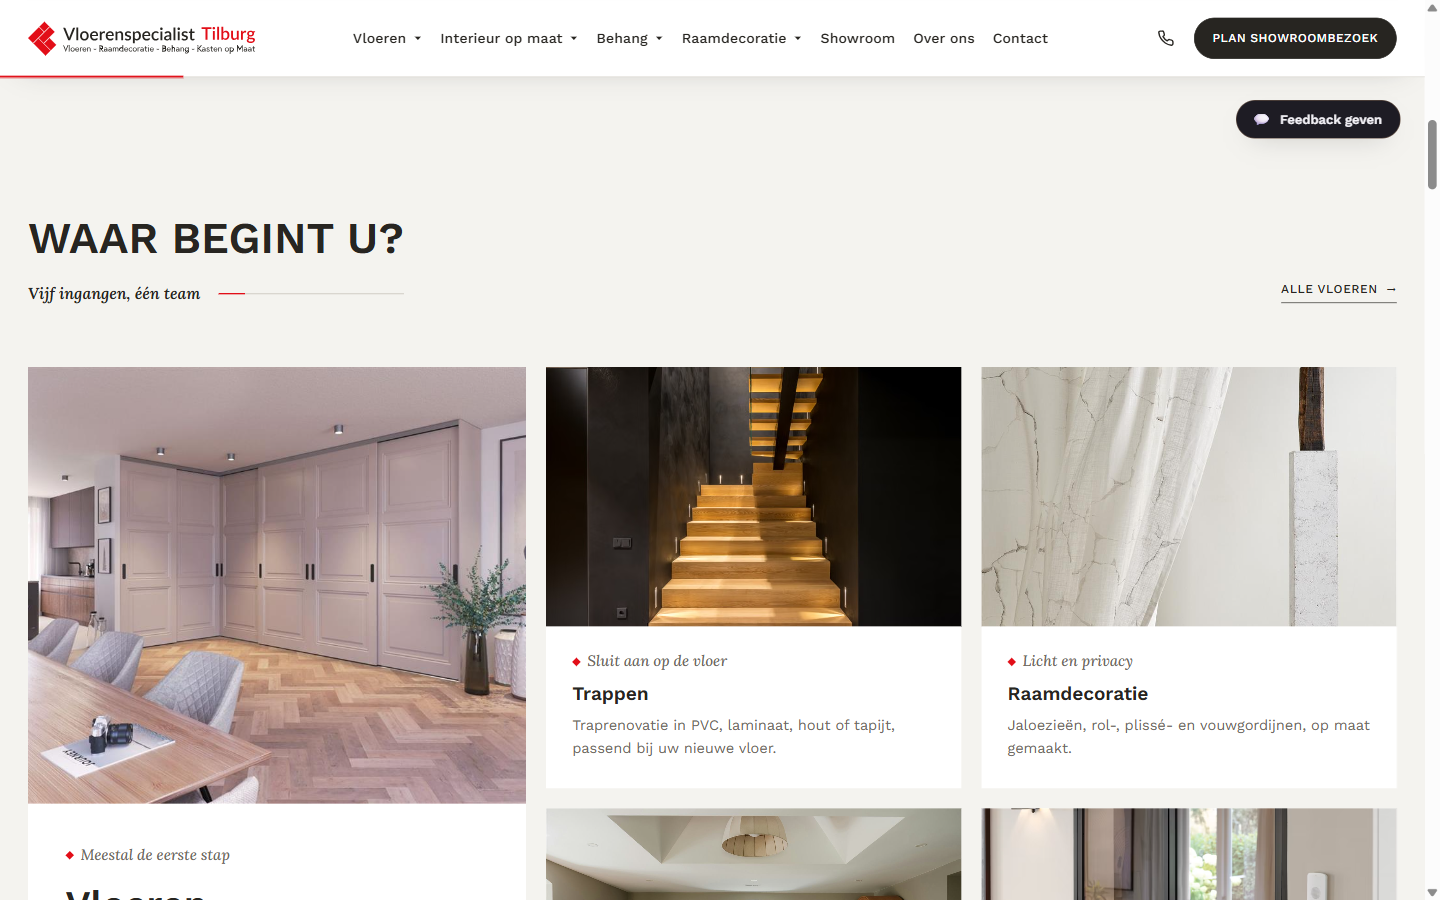 Vloerenspecialist Tilburg
Vloeren - Raamdecoratie - Behang - Kasten op Maat
Vloeren
Interieur op maat
Behang
Raamdecoratie
Showroom
Over ons
Contact
PLAN SHOWROOMBEZOEK
Feedback geven
WAAR BEGINT U?
Vijf ingangen, één team
ALLE VLOEREN →
Sluit aan op de vloer
Trappen
Traprenovatie in PVC, laminaat, hout of tapijt,
passend bij uw nieuwe vloer.
Licht en privacy
Raamdecoratie
Jaloezieën, rol-, plissé- en vouwgordijnen, op maat
gemaakt.
Meestal de eerste stap
Vloeren